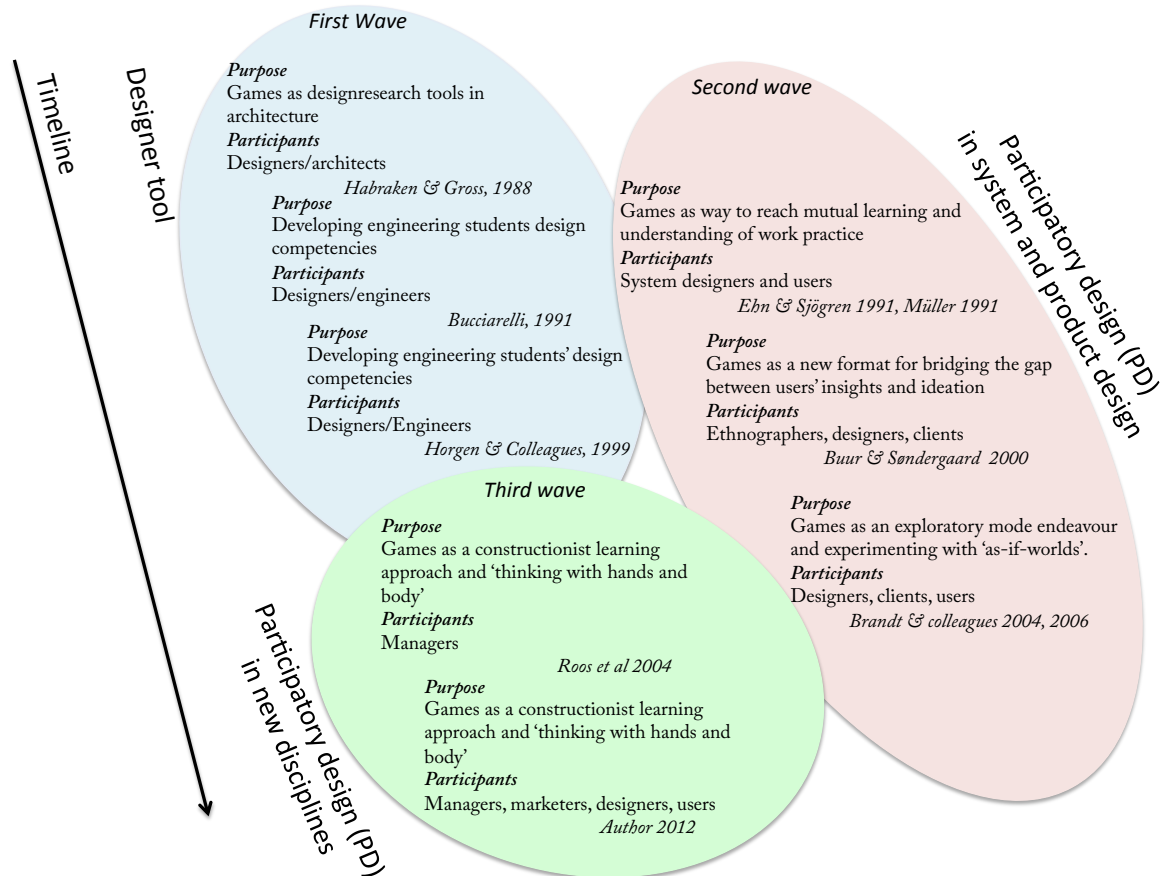 Timeline
Designer tool
First Wave
Purpose
Games as designresearch tools in
architecture
Participants
Designers/architects
Habraken & Gross, 1988
Purpose
Developing engineering students design
competencies
Participants
Designers/engineers
Bucciarelli, 1991
Purpose
Developing engineering students’ design
competencies
Participants
Designers/Engineers
Horgen & Colleagues, 1999
Second wave
Purpose
Games as way to reach mutual learning and
understanding of work practice
Participants
System designers and users
Ehn & Sjögren 1991, Müller 1991
Purpose
Games as a new format for bridging the gap
between users’ insights and ideation
Participants
Ethnographers, designers, clients
Buur & Søndergaard 2000
Purpose
Games as an exploratory mode endeavour
and experimenting with ‘as-if-worlds’.
Participants
Designers, clients, users
Brandt & colleagues 2004, 2006
Participatory design (PD)
in system and product design
Third wave
Purpose
Games as a constructionist learning
approach and ‘thinking with hands and
body’
Participants
Managers
Roos et al 2004
Purpose
Games as a constructionist learning
approach and ‘thinking with hands and
body’
Participants
Managers, marketers, designers, users
Author 2012
Participatory design (PD)
in new disciplines